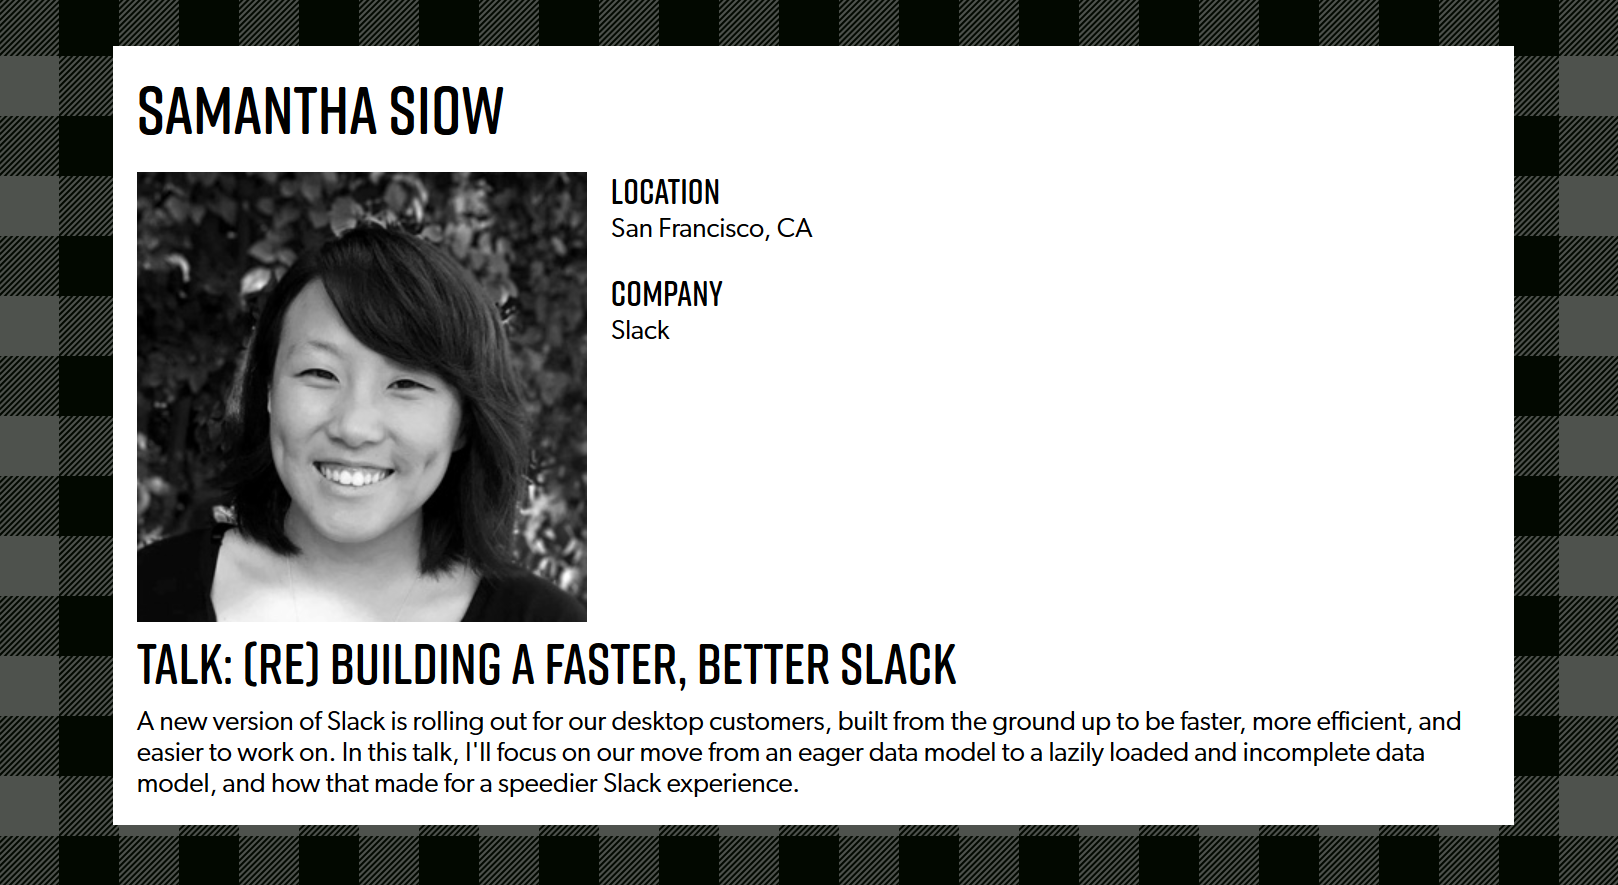 SAMANTHA SIOW
LOCATION
San Francisco, CA
COMPANY
Slack
TALK: (RE) BUILDING A FASTER, BETTER SLACK
A new version of Slack is rolling out for our desktop customers, built from the ground up to be faster, more efficient, and
easier to work on. In this talk, I'll focus on our move from an eager data model to a lazily loaded and incomplete data
model, and how that made for a speedier Slack experience.